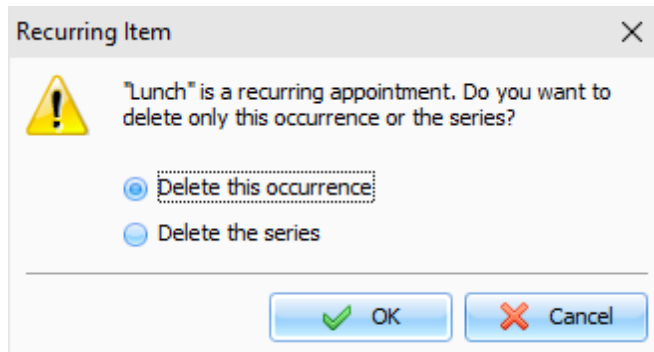 Recurring Item
"Lunch" is a recurring appointment. Do you want to
delete only this occurrence or the series?
Delete this occurrence
Delete the series
OK
Cancel